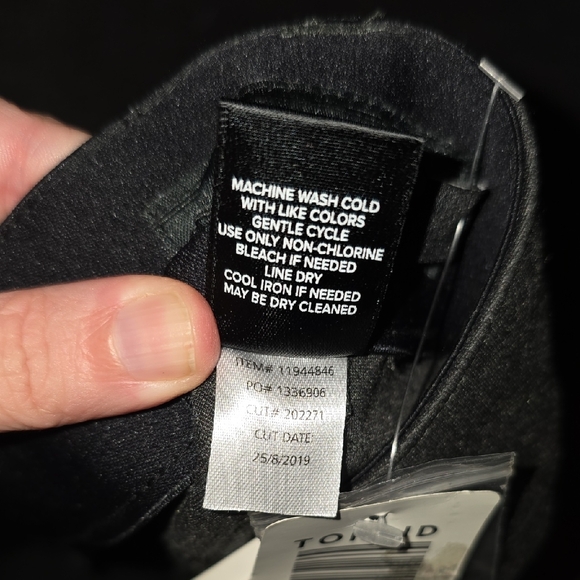 MACHINE WASH COLD
WITH LIKE COLORS
GENTLE CYCLE
USE ONLY NON-CHLORINE
BLEACH IF NEEDED
LINE DRY
COOL IRON IF NEEDED
MAY BE DRY CLEANED
ITEM# 11944846
PO# 1336906
CUT# 202271
CUT DATE:
25/8/2019